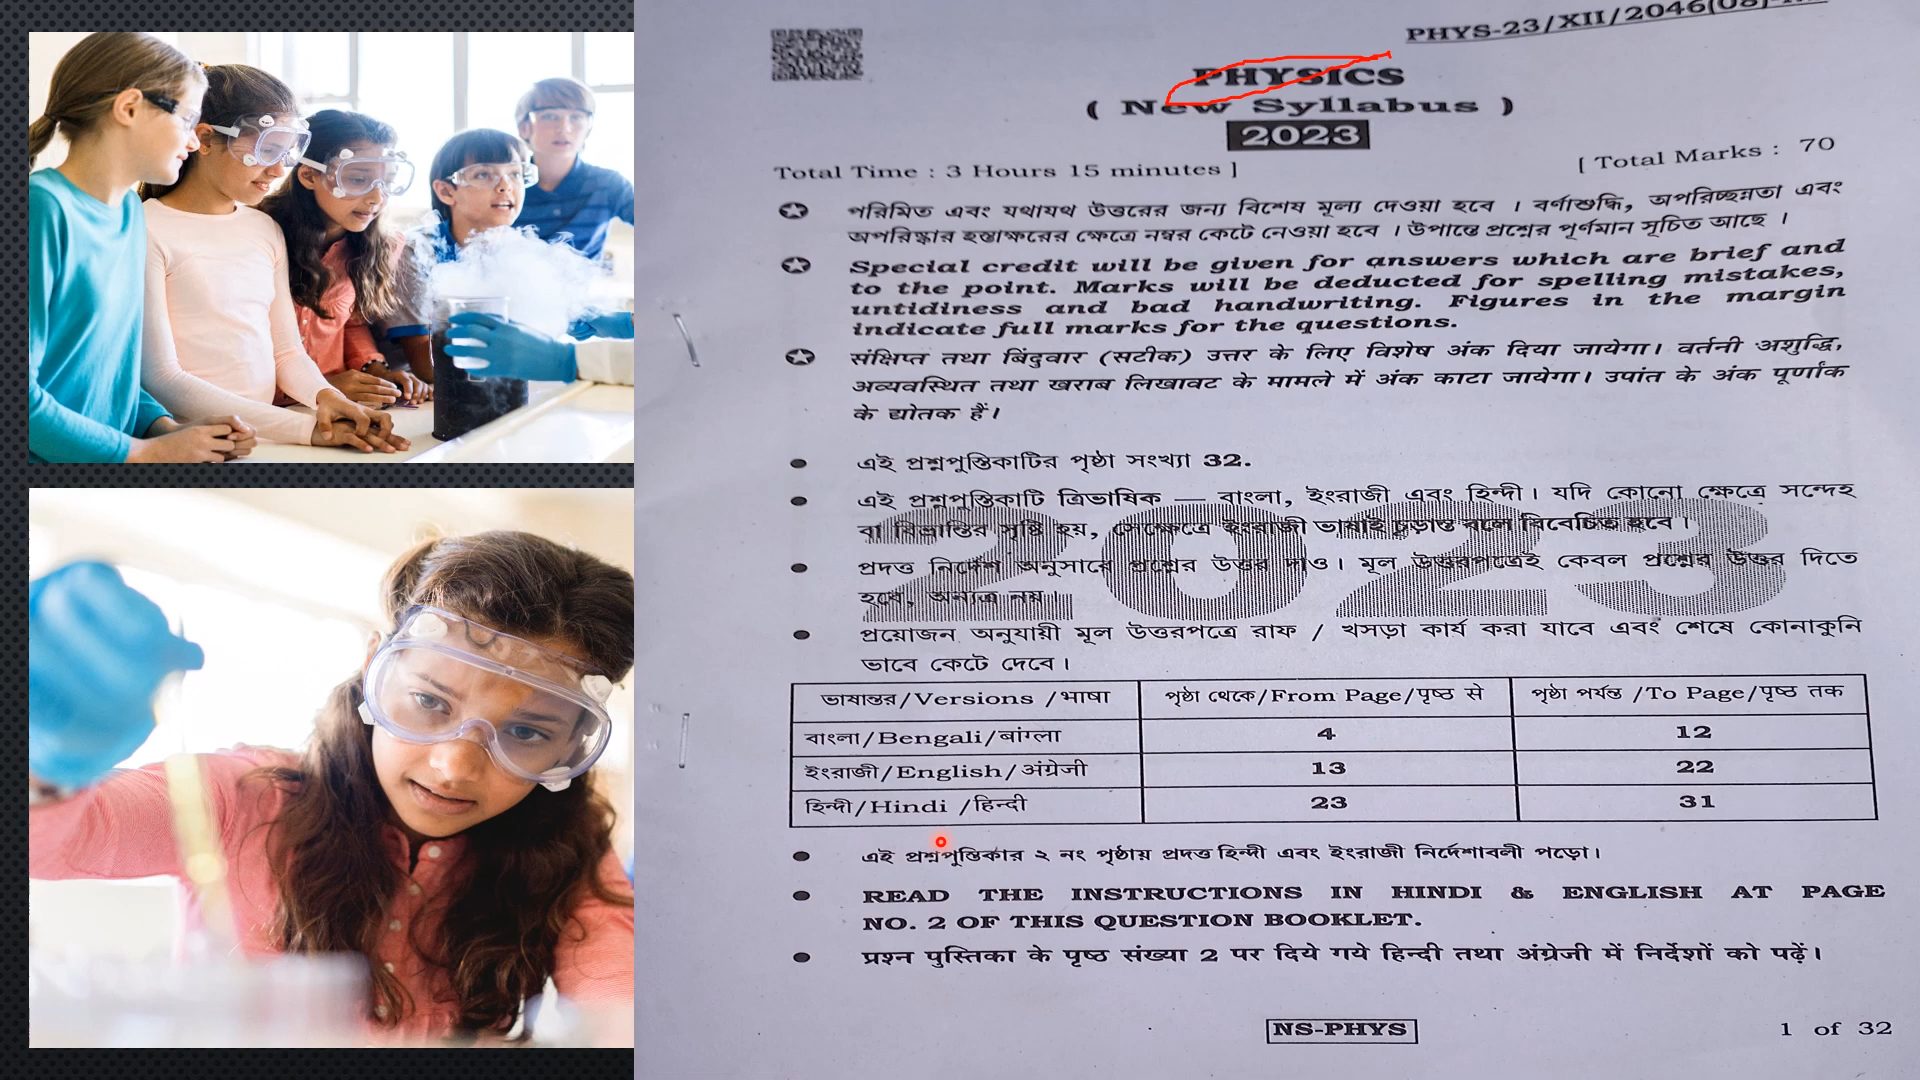 PHYS-23/XII/2046(08)
PHYSICS
( New Syllabus )
2023
Total Time : 3 Hours 15 minutes ]
[ Total Marks : 70
পরিমিত এবং যথাযথ উত্তরের জন্য বিশেষ মূল্য দেওয়া হবে । বর্ণাশুদ্ধি, অপরিচ্ছন্নতা এবং
অপরিষ্কার হস্তাক্ষরের ক্ষেত্রে নম্বর কেটে নেওয়া হবে । উপান্তে প্রশ্নের পূর্ণমান সূচিত আছে ।
Special credit will be given for answers which are brief and
to the point. Marks will be deducted for spelling mistakes,
untidiness and bad handwriting. Figures in the margin
indicate full marks for the questions.
संक्षिप्त तथा बिंदुवार (सटीक) उत्तर के लिए विशेष अंक दिया जायेगा। वर्तनी अशुद्धि,
अव्यवस्थित तथा खराब लिखावट के मामले में अंक काटा जायेगा। उपांत के अंक पूर्णांक
के द्योतक हैं।
এই প্রশ্নপুস্তিকাটির পৃষ্ঠা সংখ্যা 32.
এই প্রশ্নপুস্তিকাটি ত্রিভাষিক — বাংলা, ইংরাজী এবং হিন্দী। যদি কোনো ক্ষেত্রে সন্দেহ
বা বিভ্রান্তির সৃষ্টি হয়, সেক্ষেত্রে ইংরাজী ভাষাই চূড়ান্ত বলে বিবেচিত হবে।
2023
প্রদত্ত নির্দেশ অনুসারে প্রশ্নের উত্তর দাও। মূল উত্তরপত্রেই কেবল প্রশ্নের উত্তর দিতে
হবে, অন্যত্র নয়।
প্রয়োজন অনুযায়ী মূল উত্তরপত্রে রাফ / খসড়া কার্য করা যাবে এবং শেষে কোনাকুনি
ভাবে কেটে দেবে।
ভাষান্তর/Versions /भाषा পৃষ্ঠা থেকে/From Page/पृष्ठ से পৃষ্ঠা পর্যন্ত /To Page/पृष्ठ तक
বাংলা/Bengali/बांग्ला 4 12
ইংরাজী/English/अंग्रेजी 13 22
হিন্দী/Hindi /हिन्दी 23 31
এই প্রশ্নপুস্তিকার ২ নং পৃষ্ঠায় প্রদত্ত হিন্দী এবং ইংরাজী নির্দেশাবলী পড়ো।
READ THE INSTRUCTIONS IN HINDI & ENGLISH AT PAGE
NO. 2 OF THIS QUESTION BOOKLET.
प्रश्न पुस्तिका के पृष्ठ संख्या 2 पर दिये गये हिन्दी तथा अंग्रेजी में निर्देशों को पढ़ें।
NS-PHYS
1 of 32